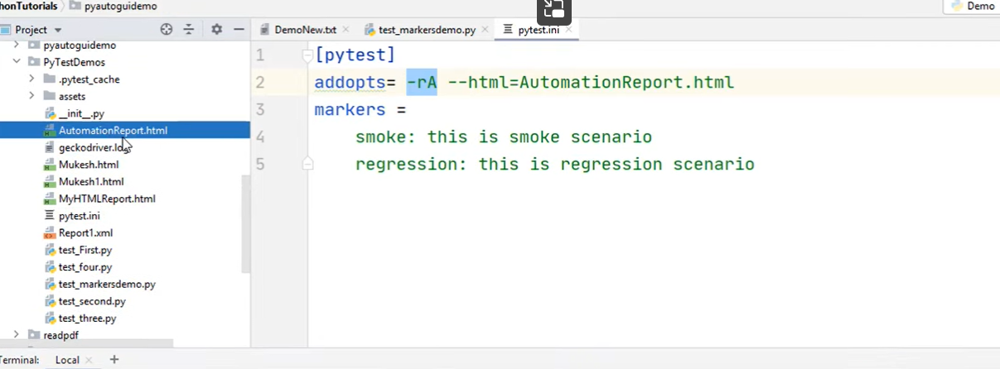 honTutorials pyautoguidemo Demo
Project DemoNew.txt test_markersdemo.py pytest.ini
pyautoguidemo
PyTestDemos
.pytest_cache
assets
__init__.py
AutomationReport.html
geckodriver.lo
Mukesh.html
Mukesh1.html
MyHTMLReport.html
pytest.ini
Report1.xml
test_First.py
test_four.py
test_markersdemo.py
test_second.py
test_three.py
readpdf
1 [pytest]
2 addopts= -rA --html=AutomationReport.html
3 markers =
4 smoke: this is smoke scenario
5 regression: this is regression scenario
Terminal: Local +